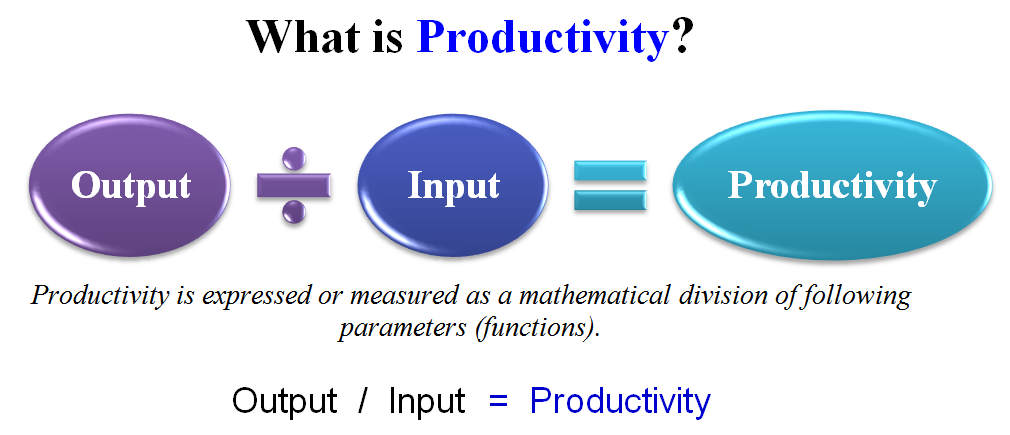 What is Productivity?
Output ÷ Input = Productivity
Productivity is expressed or measured as a mathematical division of following
parameters (functions).
Output / Input = Productivity